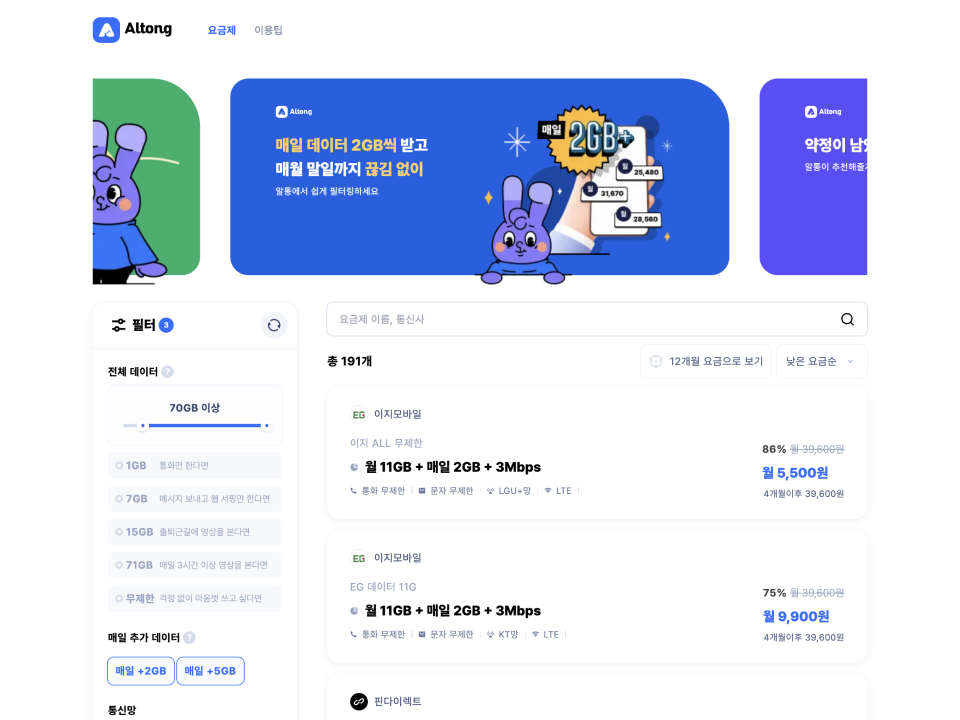 Altong
요금제
이용팁
Altong
매일 데이터 2GB씩 받고
매월 말일까지 끊김 없이
알통에서 쉽게 필터링하세요
매일
2GB+
월 25,480
월 31,670
월 28,560
Altong
약정이 남
알통이 추천해줄
필터 3
전체 데이터 ?
70GB 이상
1GB 통화만 한다면
7GB 메시지 보내고 웹 서핑만 한다면
15GB 출퇴근길에 영상을 본다면
71GB 매일 3시간 이상 영상을 본다면
무제한 걱정 없이 마음껏 쓰고 싶다면
매일 추가 데이터 ?
매일 +2GB
매일 +5GB
통신망
요금제 이름, 통신사
총 191개
12개월 요금으로 보기
낮은 요금순
EG 이지모바일
이지 ALL 무제한
월 11GB + 매일 2GB + 3Mbps
통화 무제한 문자 무제한 LGU+망 LTE
86% 월 39,600원
월 5,500원
4개월이후 39,600원
EG 이지모바일
EG 데이터 11G
월 11GB + 매일 2GB + 3Mbps
통화 무제한 문자 무제한 KT망 LTE
75% 월 39,600원
월 9,900원
4개월이후 39,600원
핀다이렉트